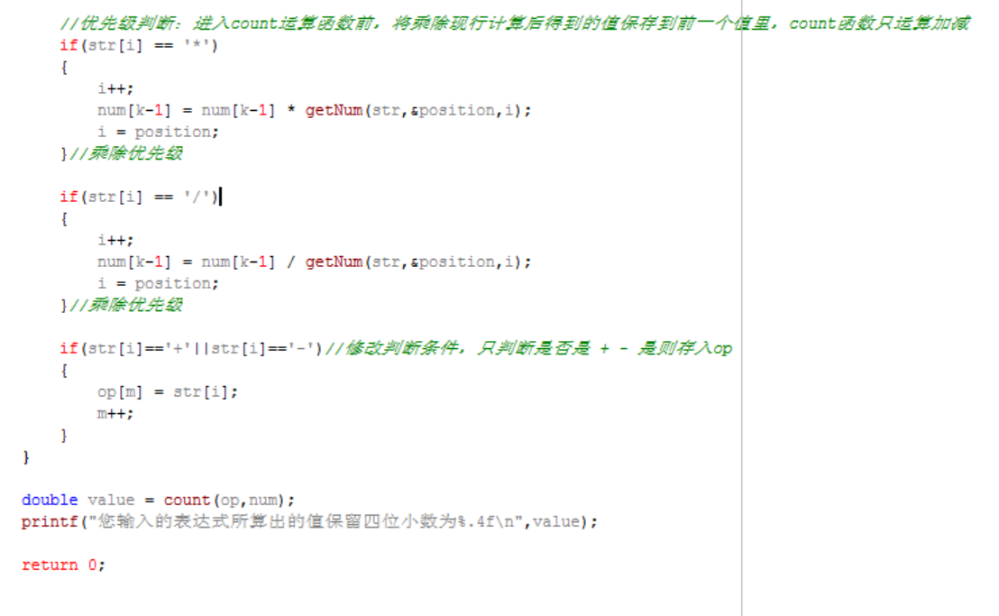 //优先级判断：进入count运算函数前，将乘除现行计算后得到的值保存到前一个值里，count函数只运算加减
if(str[i] == '*')
{
i++;
num[k-1] = num[k-1] * getNum(str,&position,i);
i = position;
}//乘除优先级
if(str[i] == '/')
{
i++;
num[k-1] = num[k-1] / getNum(str,&position,i);
i = position;
}//乘除优先级
if(str[i]=='+'||str[i]=='-')//修改判断条件，只判断是否是 + - 是则存入op
{
op[m] = str[i];
m++;
}
}
double value = count(op,num);
printf("您输入的表达式所算出的值保留四位小数为%.4f\n",value);
return 0;